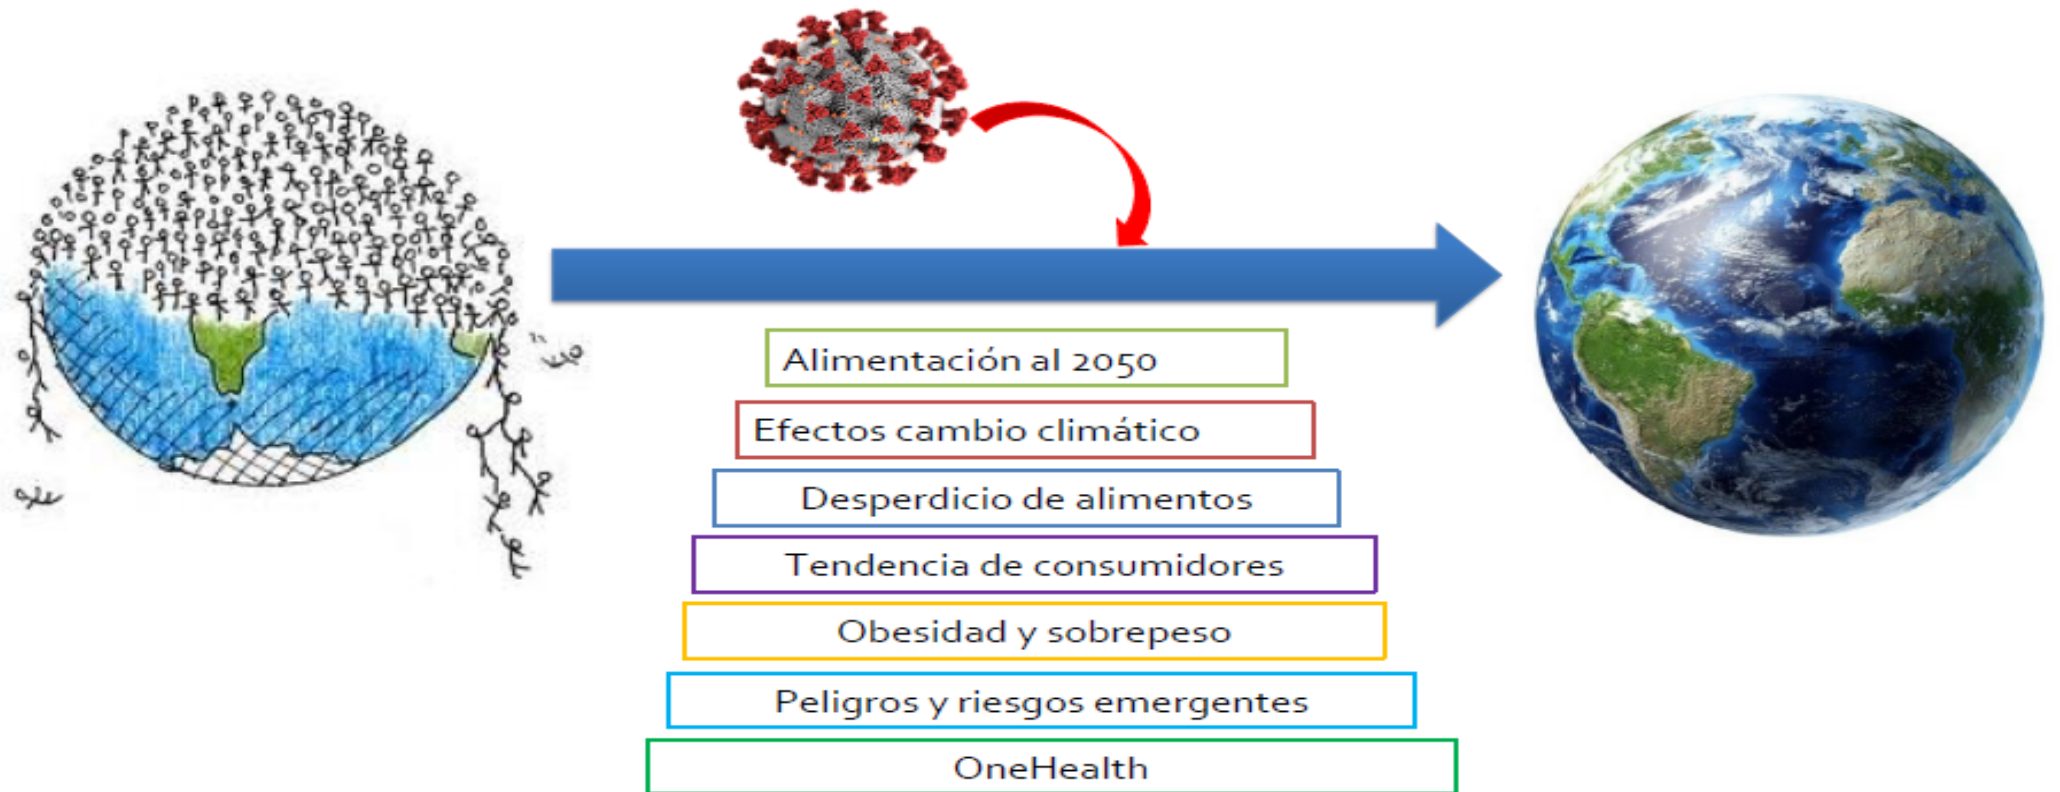 Alimentación al 2050
Efectos cambio climático
Desperdicio de alimentos
Tendencia de consumidores
Obesidad y sobrepeso
Peligros y riesgos emergentes
OneHealth